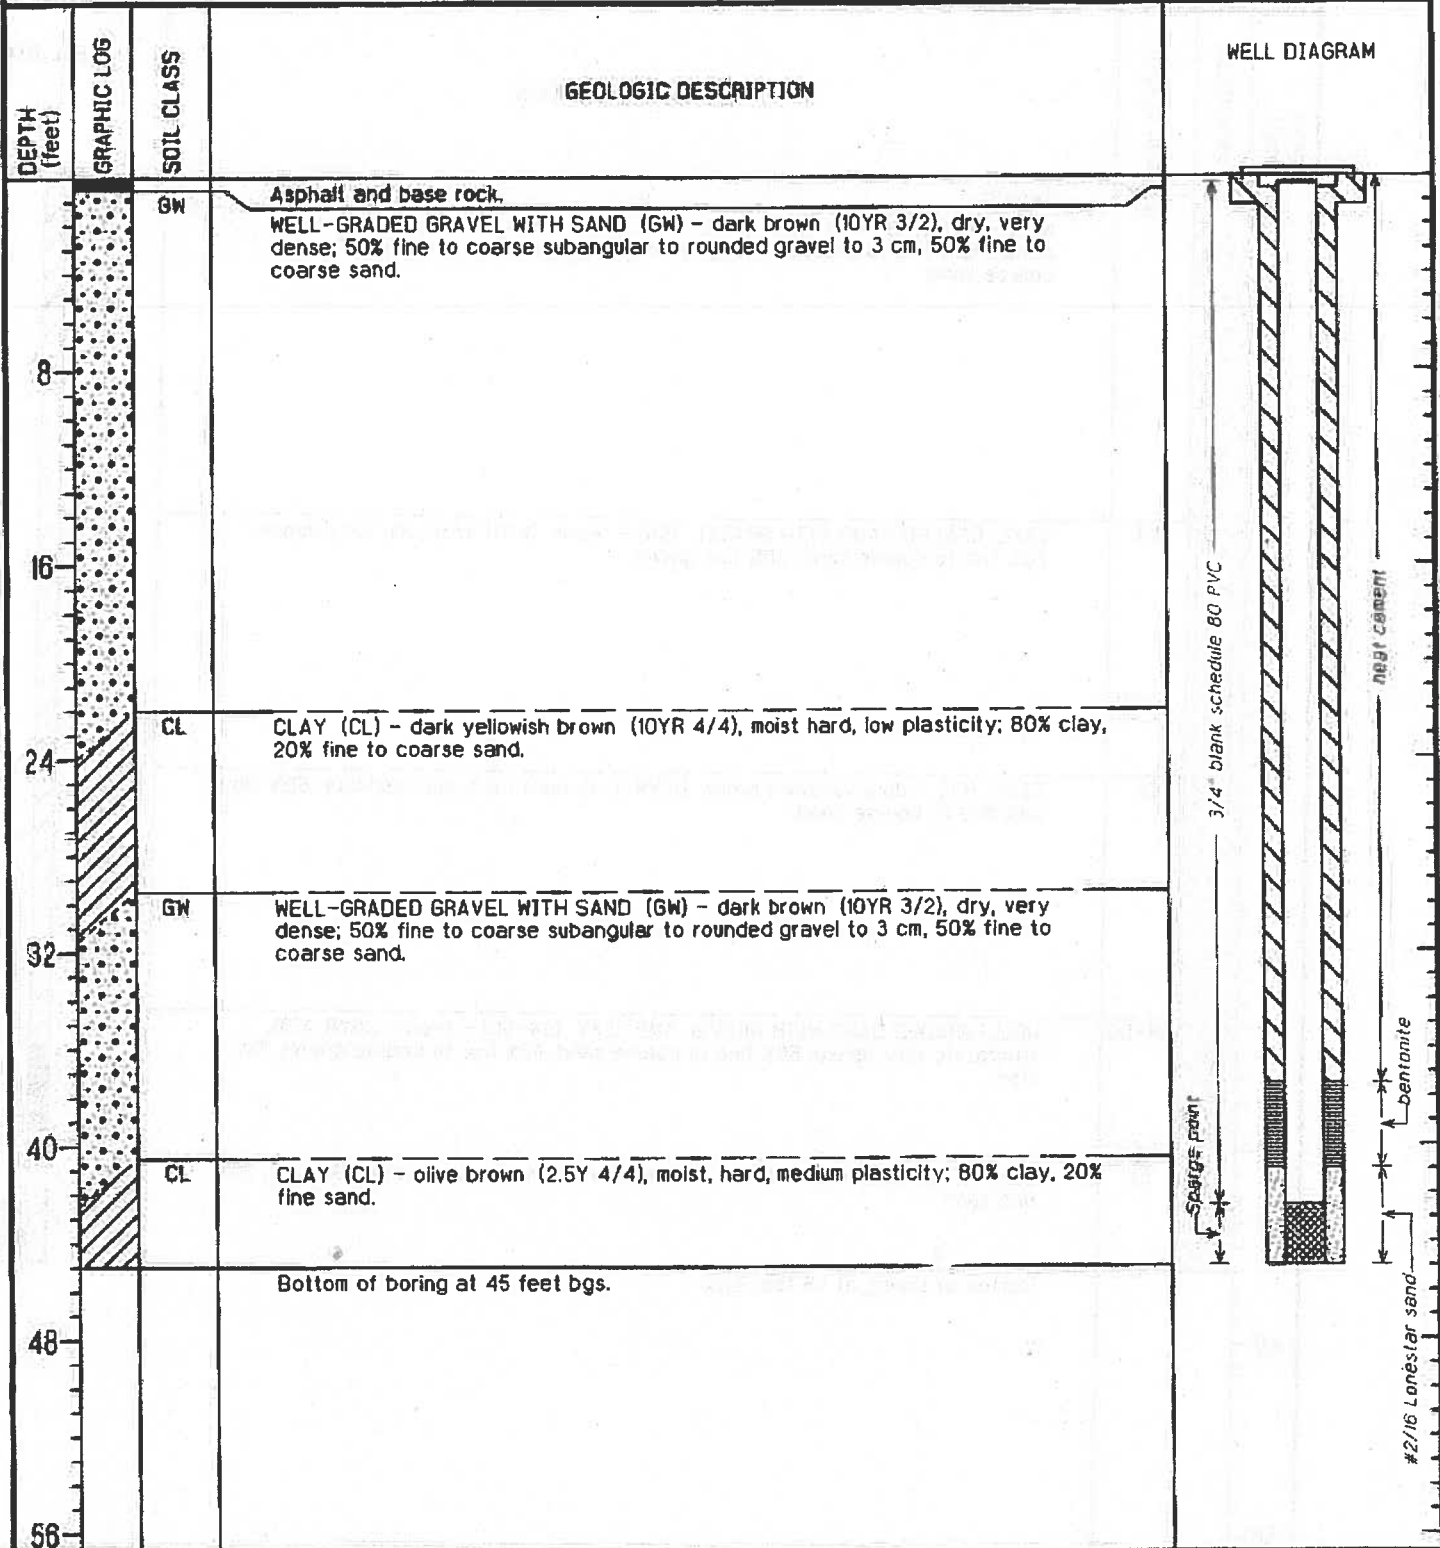 DEPTH
(feet)
GRAPHIC LOG
SOIL CLASS
GEOLOGIC DESCRIPTION
WELL DIAGRAM
Asphalt and base rock.
GW
WELL-GRADED GRAVEL WITH SAND (GW) - dark brown (10YR 3/2), dry, very
dense; 50% fine to coarse subangular to rounded gravel to 3 cm, 50% fine to
coarse sand.
8
16
CL
CLAY (CL) - dark yellowish brown (10YR 4/4), moist hard, low plasticity; 80% clay,
20% fine to coarse sand.
24
GW
WELL-GRADED GRAVEL WITH SAND (GW) - dark brown (10YR 3/2), dry, very
dense; 50% fine to coarse subangular to rounded gravel to 3 cm, 50% fine to
coarse sand.
32
40
CL
CLAY (CL) - olive brown (2.5Y 4/4), moist, hard, medium plasticity; 80% clay, 20%
fine sand.
Bottom of boring at 45 feet bgs.
48
56
3/4" blank schedule 80 PVC
neat cement
sparge point
bentonite
#2/16 Lonestar sand